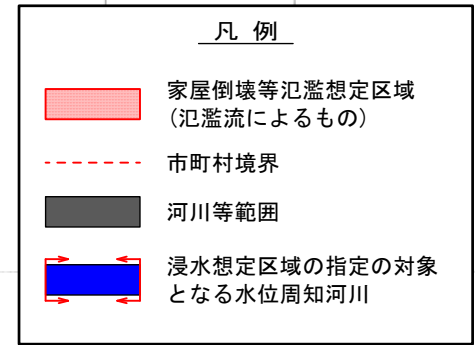 凡 例
家屋倒壊等氾濫想定区域
(氾濫流によるもの)
市町村境界
河川等範囲
浸水想定区域の指定の対象
となる水位周知河川